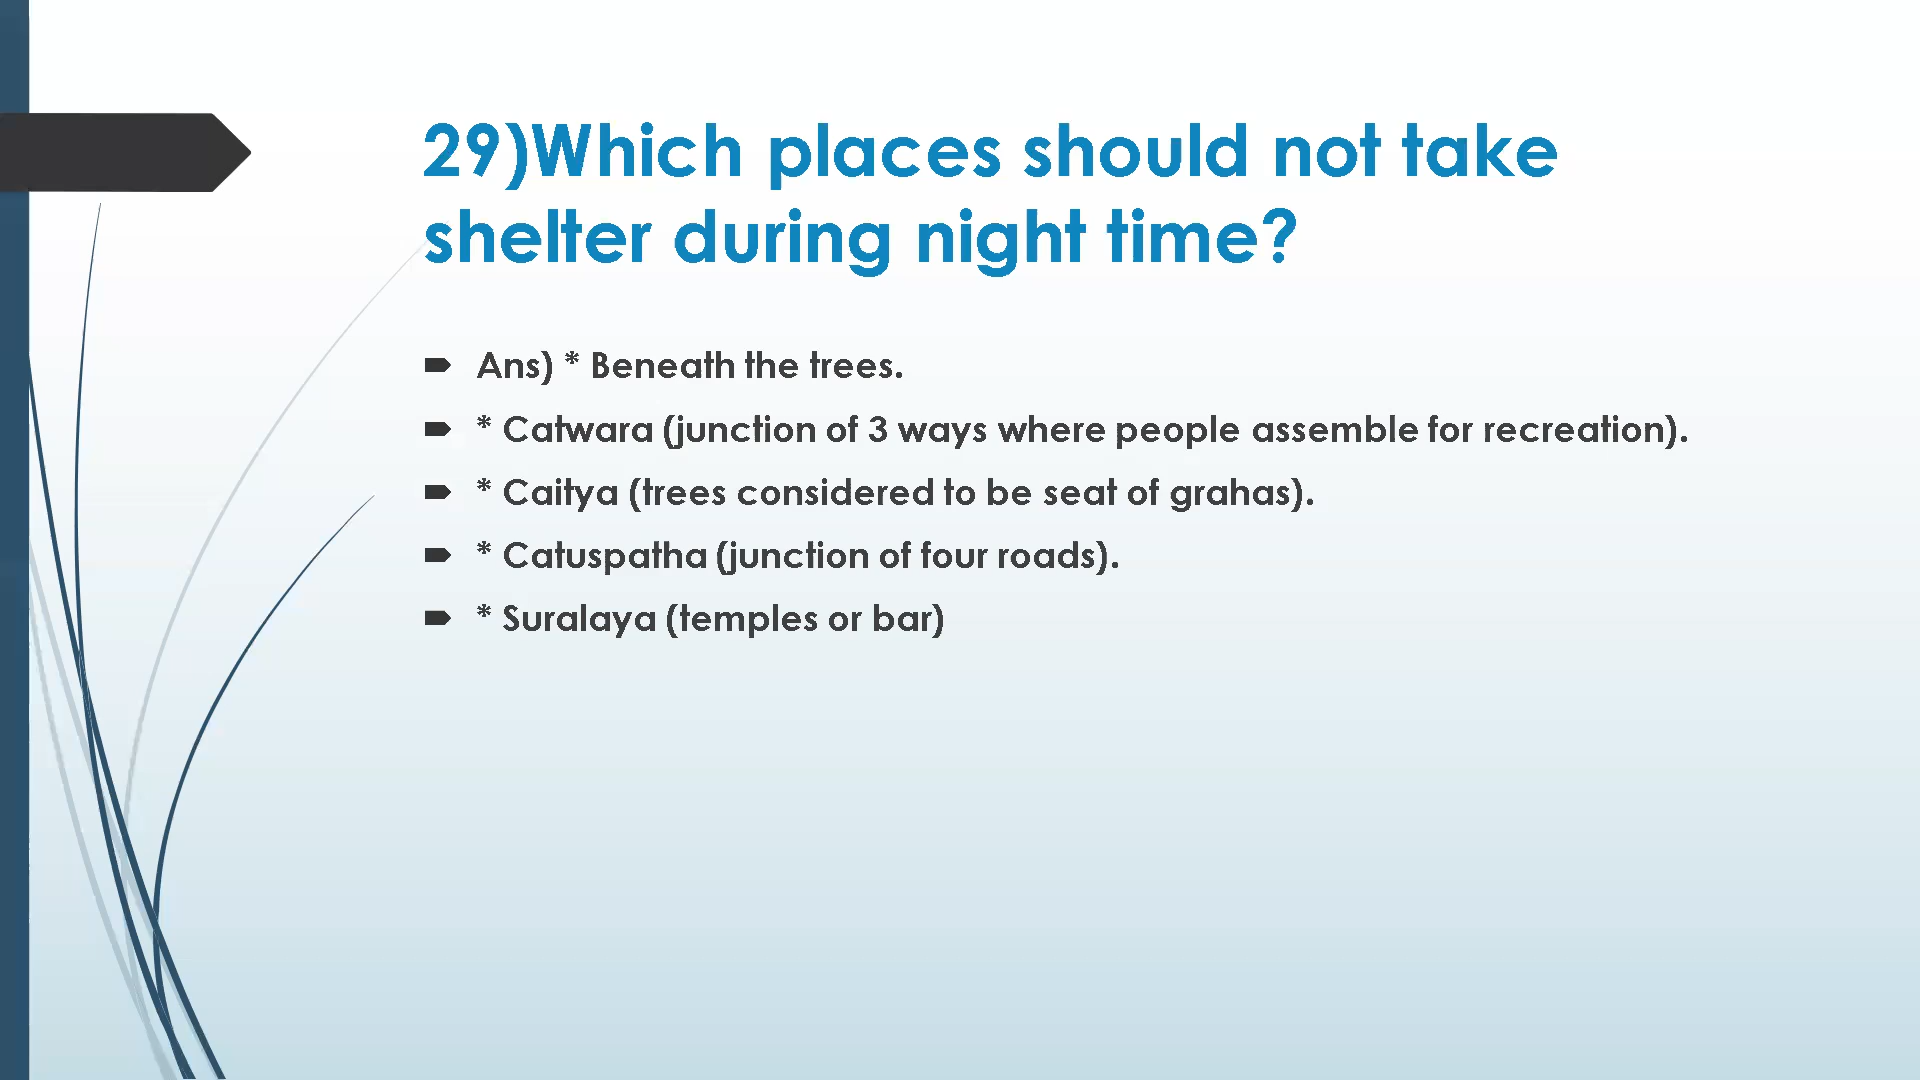 29)Which places should not take
shelter during night time?
Ans) * Beneath the trees.
* Catwara (junction of 3 ways where people assemble for recreation).
* Caitya (trees considered to be seat of grahas).
* Catuspatha (junction of four roads).
* Suralaya (temples or bar)